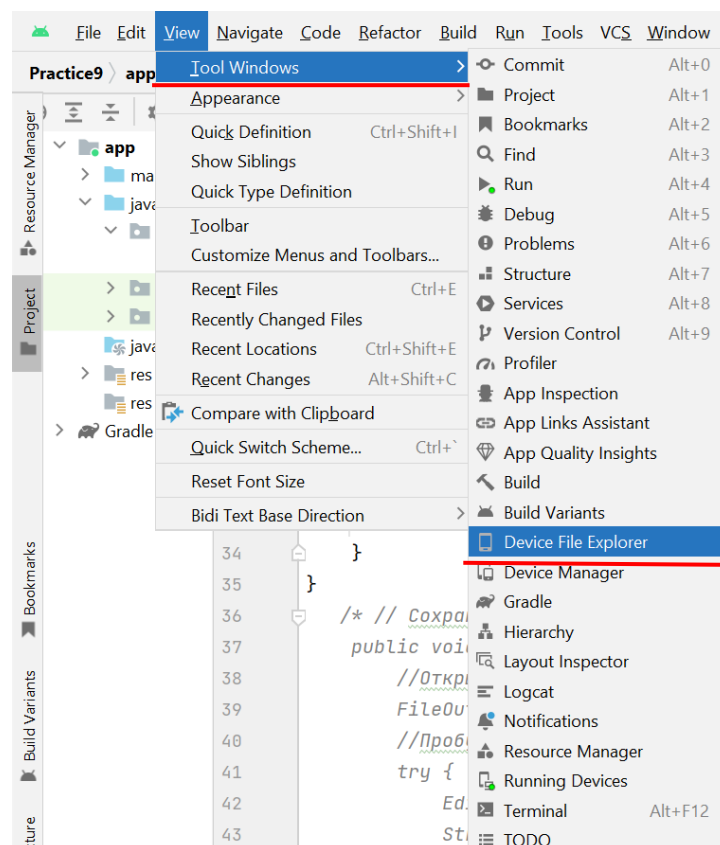 File Edit View Navigate Code Refactor Build Run Tools VCS Window
Practice9 app
Tool Windows
Appearance
Quick Definition Ctrl+Shift+I
Show Siblings
Quick Type Definition
Toolbar
Customize Menus and Toolbars...
Recent Files Ctrl+E
Recently Changed Files
Recent Locations Ctrl+Shift+E
Recent Changes Alt+Shift+C
Compare with Clipboard
Quick Switch Scheme... Ctrl+`
Reset Font Size
Bidi Text Base Direction
Commit Alt+0
Project Alt+1
Bookmarks Alt+2
Find Alt+3
Run Alt+4
Debug Alt+5
Problems Alt+6
Structure Alt+7
Services Alt+8
Version Control Alt+9
Profiler
App Inspection
App Links Assistant
App Quality Insights
Build
Build Variants
Device File Explorer
Device Manager
Gradle
Hierarchy
Layout Inspector
Logcat
Notifications
Resource Manager
Running Devices
Terminal Alt+F12
TODO
Resource Manager
Project
Bookmarks
Build Variants
ture
app
ma
java
java
res
res
Gradle
34 }
35 }
36 /* // Сохра
37 public voi
38 //Откры
39 FileOu
40 //Проб
41 try {
42 Ed
43 St